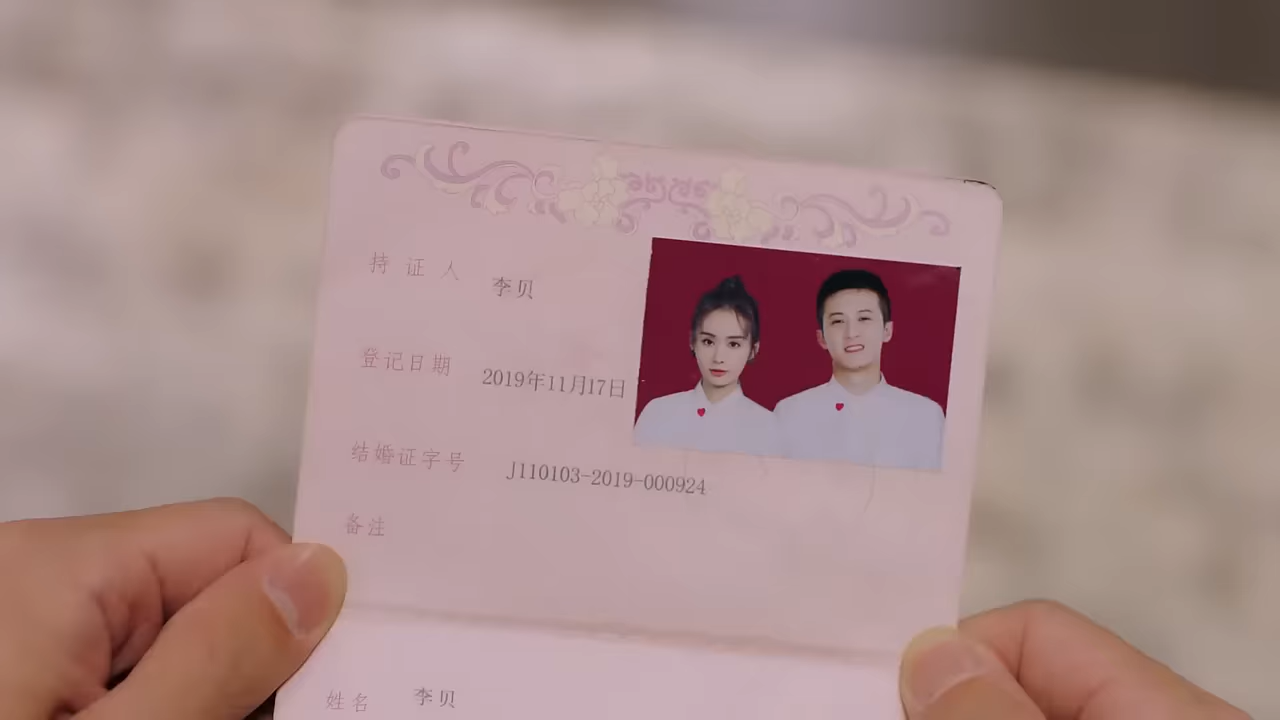 持证人 李贝
登记日期 2019年11月17日
结婚证字号 J110103-2019-000924
备注
姓名 李贝